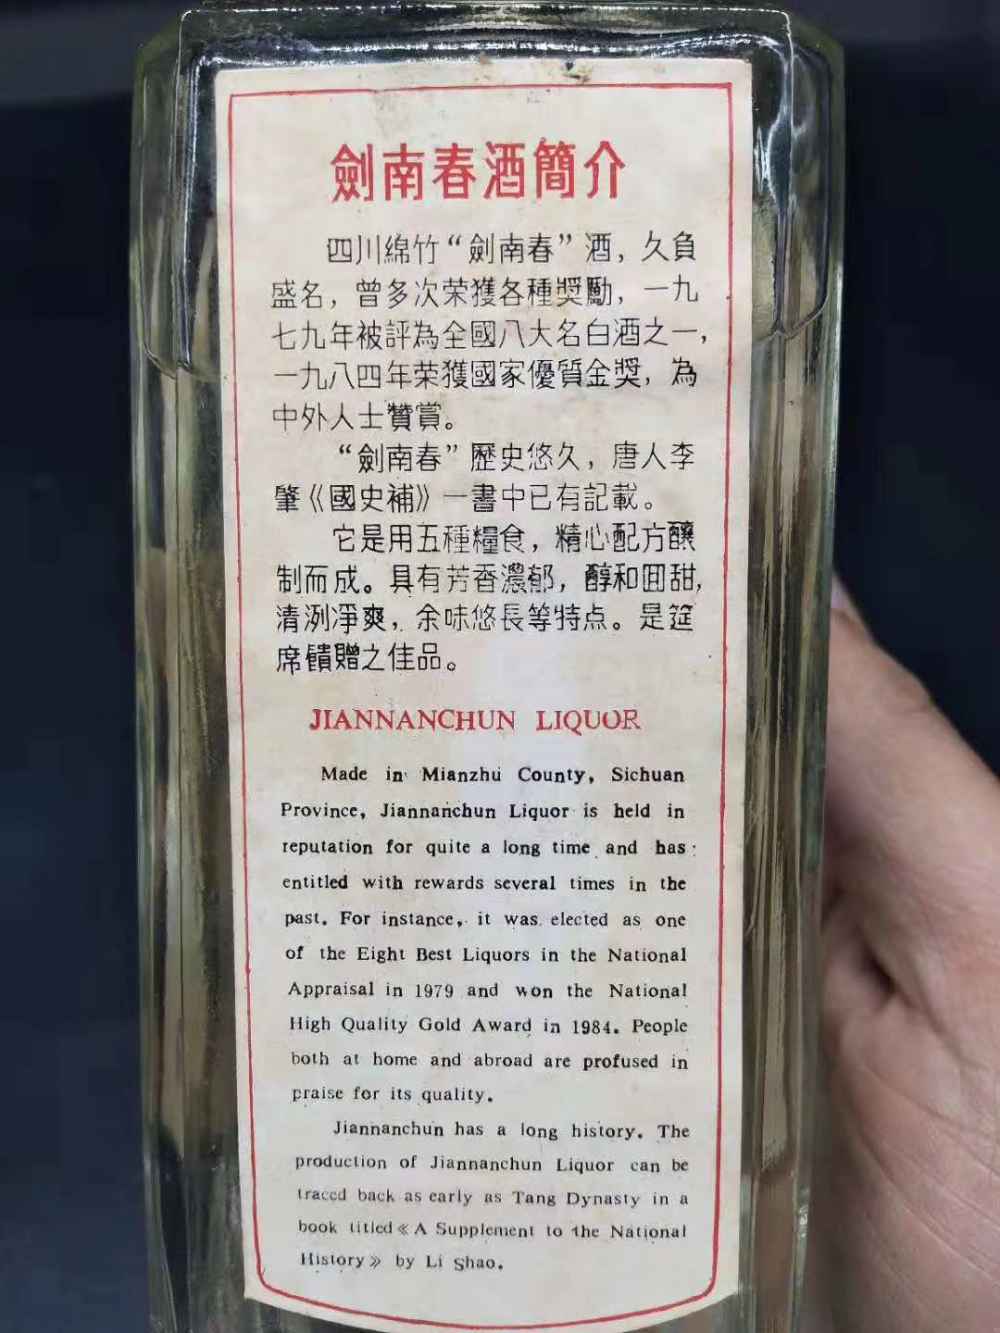 劍南春酒簡介
四川綿竹“劍南春”酒，久負
盛名，曾多次荣獲各種獎勵，一九
七九年被評為全國八大名白酒之一，
一九八四年荣獲國家優質金獎，為
中外人士贊賞。
“劍南春”歷史悠久，唐人李
肇《國史補》一書中已有記載。
它是用五種糧食，精心配方釀
制而成。具有芳香濃郁，醇和回甜，
清洌凈爽，余味悠長等特点。是筵
席饋贈之佳品。
JIANNANCHUN LIQUOR
Made in Mianzhu County, Sichuan
Province, Jiannanchun Liquor is held in
reputation for quite a long time and has
entitled with rewards several times in the
past. For instance, it was elected as one
of the Eight Best Liquors in the National
Appraisal in 1979 and won the National
High Quality Gold Award in 1984. People
both at home and abroad are profused in
praise for its quality.
Jiannanchun has a long history. The
production of Jiannanchun Liquor can be
traced back as early as Tang Dynasty in a
book titled《A Supplement to the National
History》 by Li Shao.